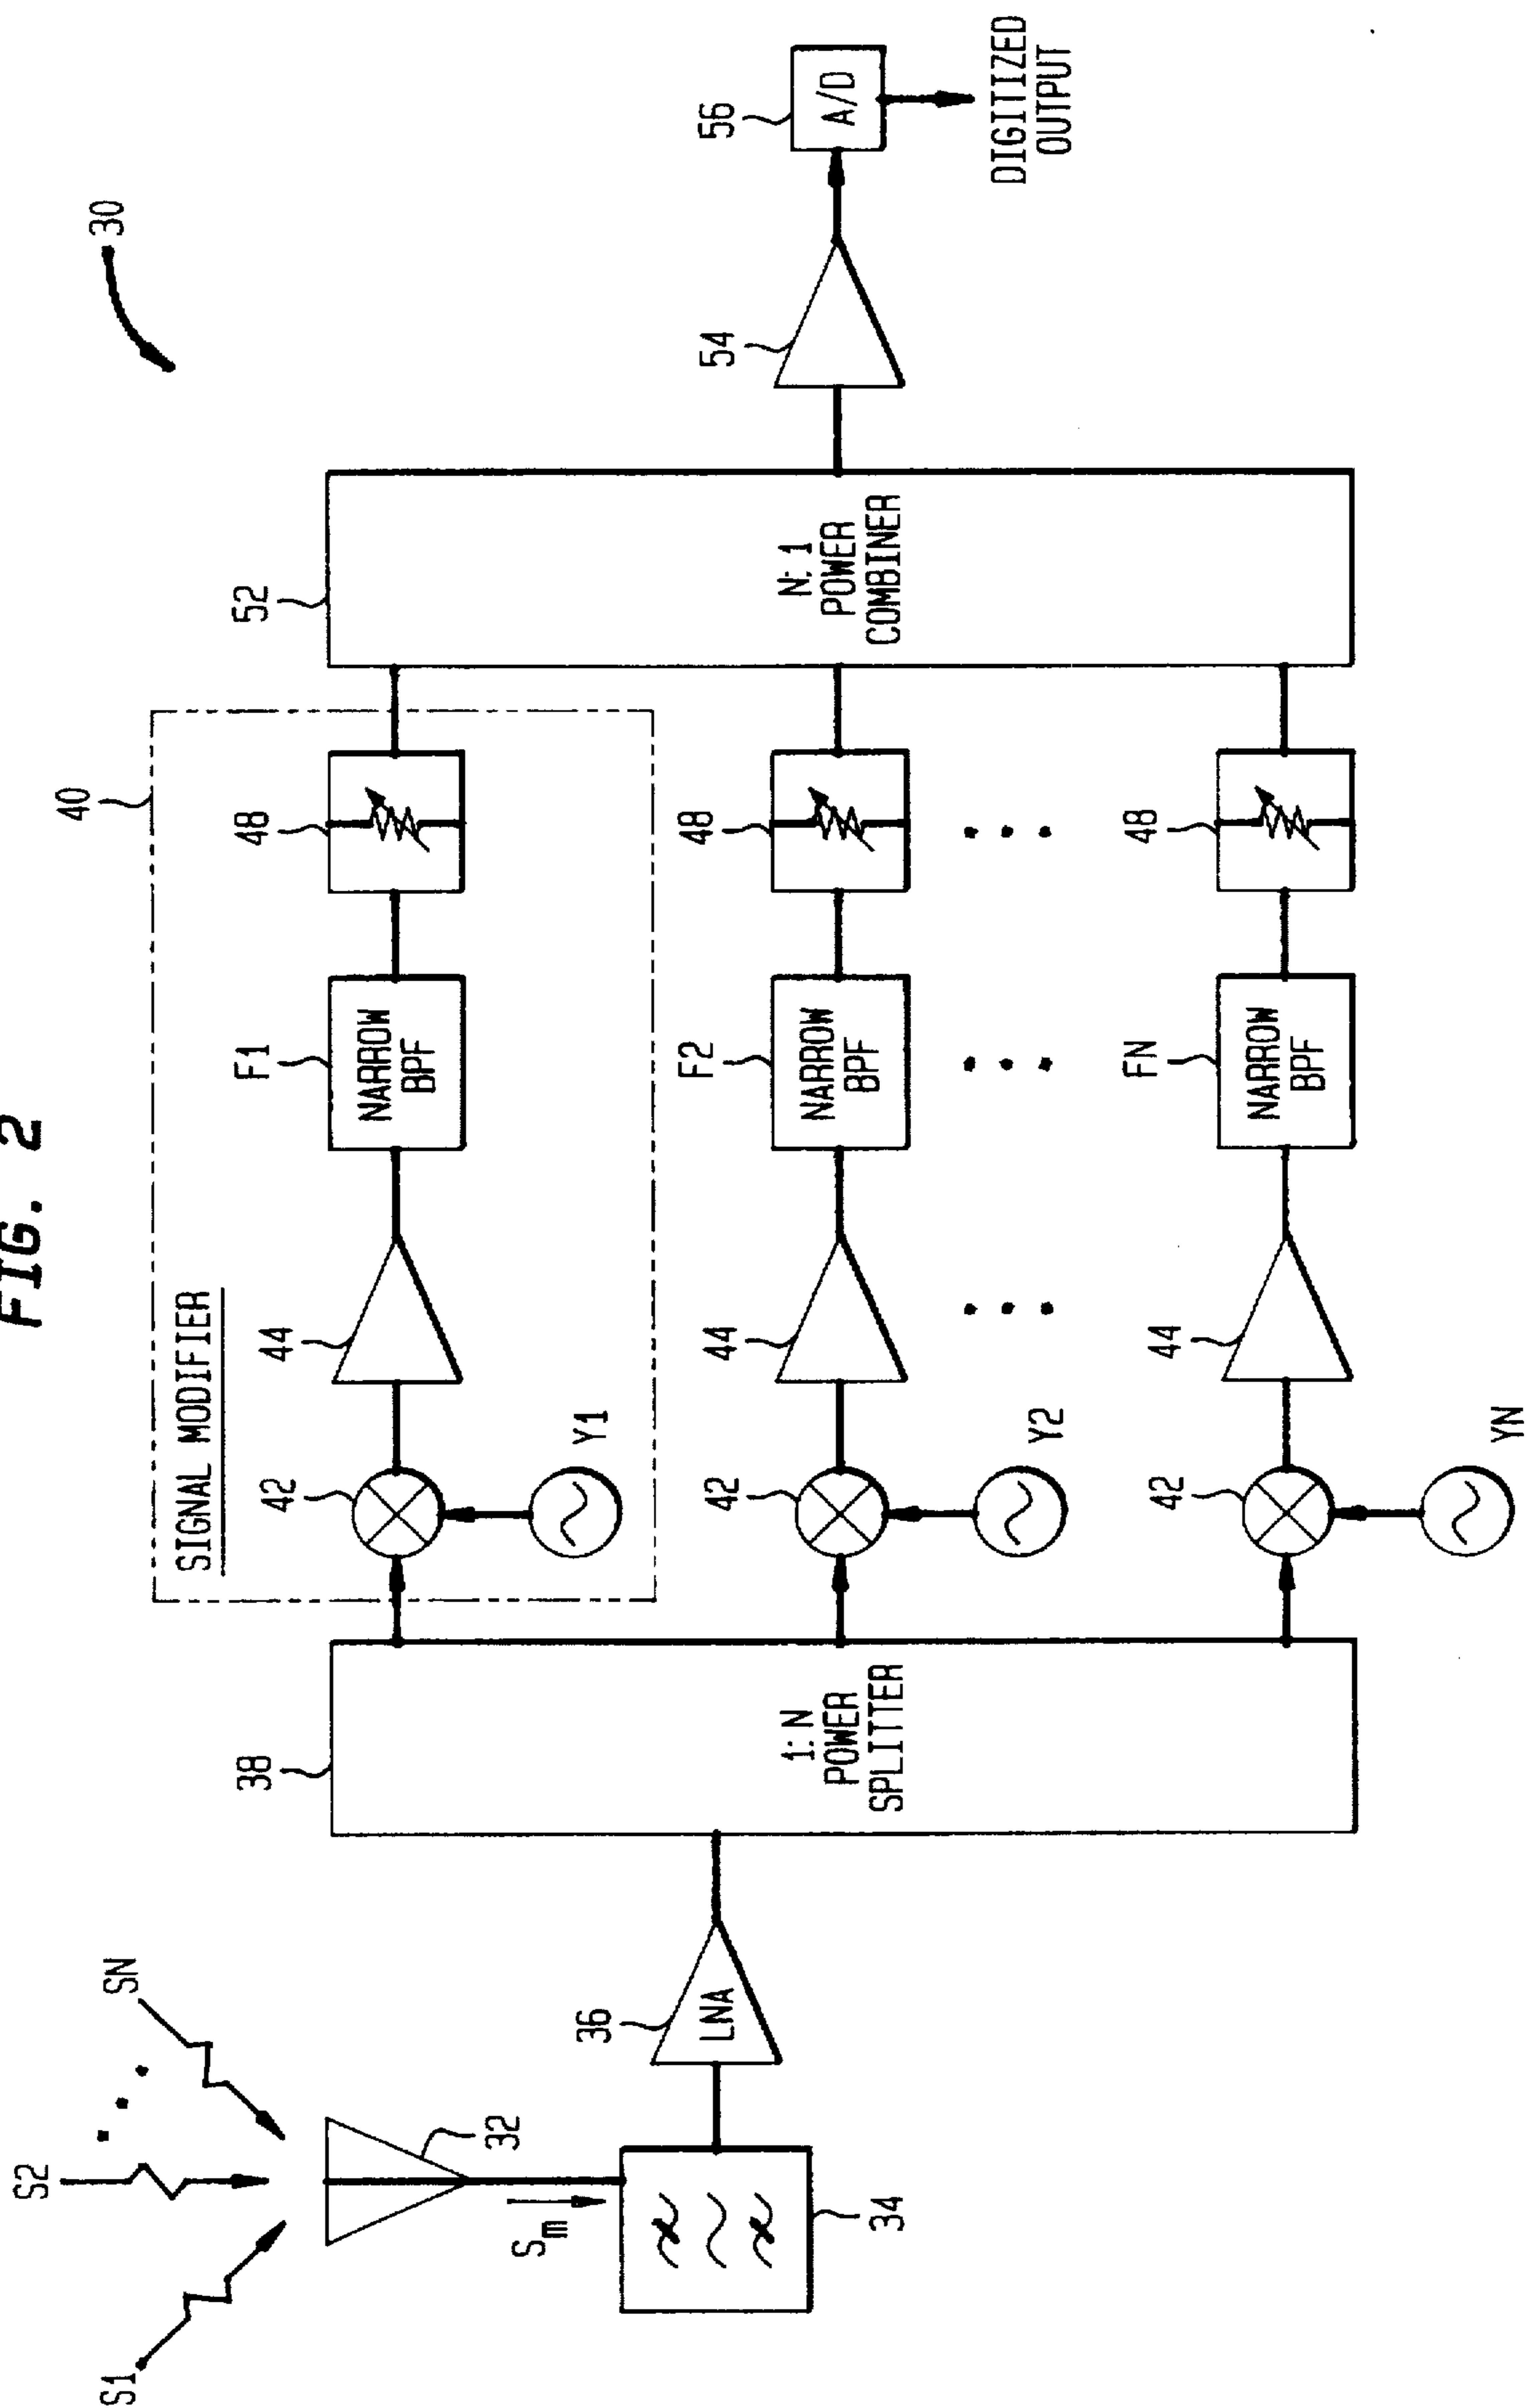 FIG. 2
30
S1
S2
SN
32
Sm
34
36
LNA
38
1: N
POWER
SPLITTER
40
SIGNAL MODIFIER
42
Y1
44
F1
NARROW
BPF
48
42
Y2
44
F2
NARROW
BPF
48
42
YN
44
FN
NARROW
BPF
48
52
N: 1
POWER
COMBINER
54
56
A/D
DIGITIZED
OUTPUT